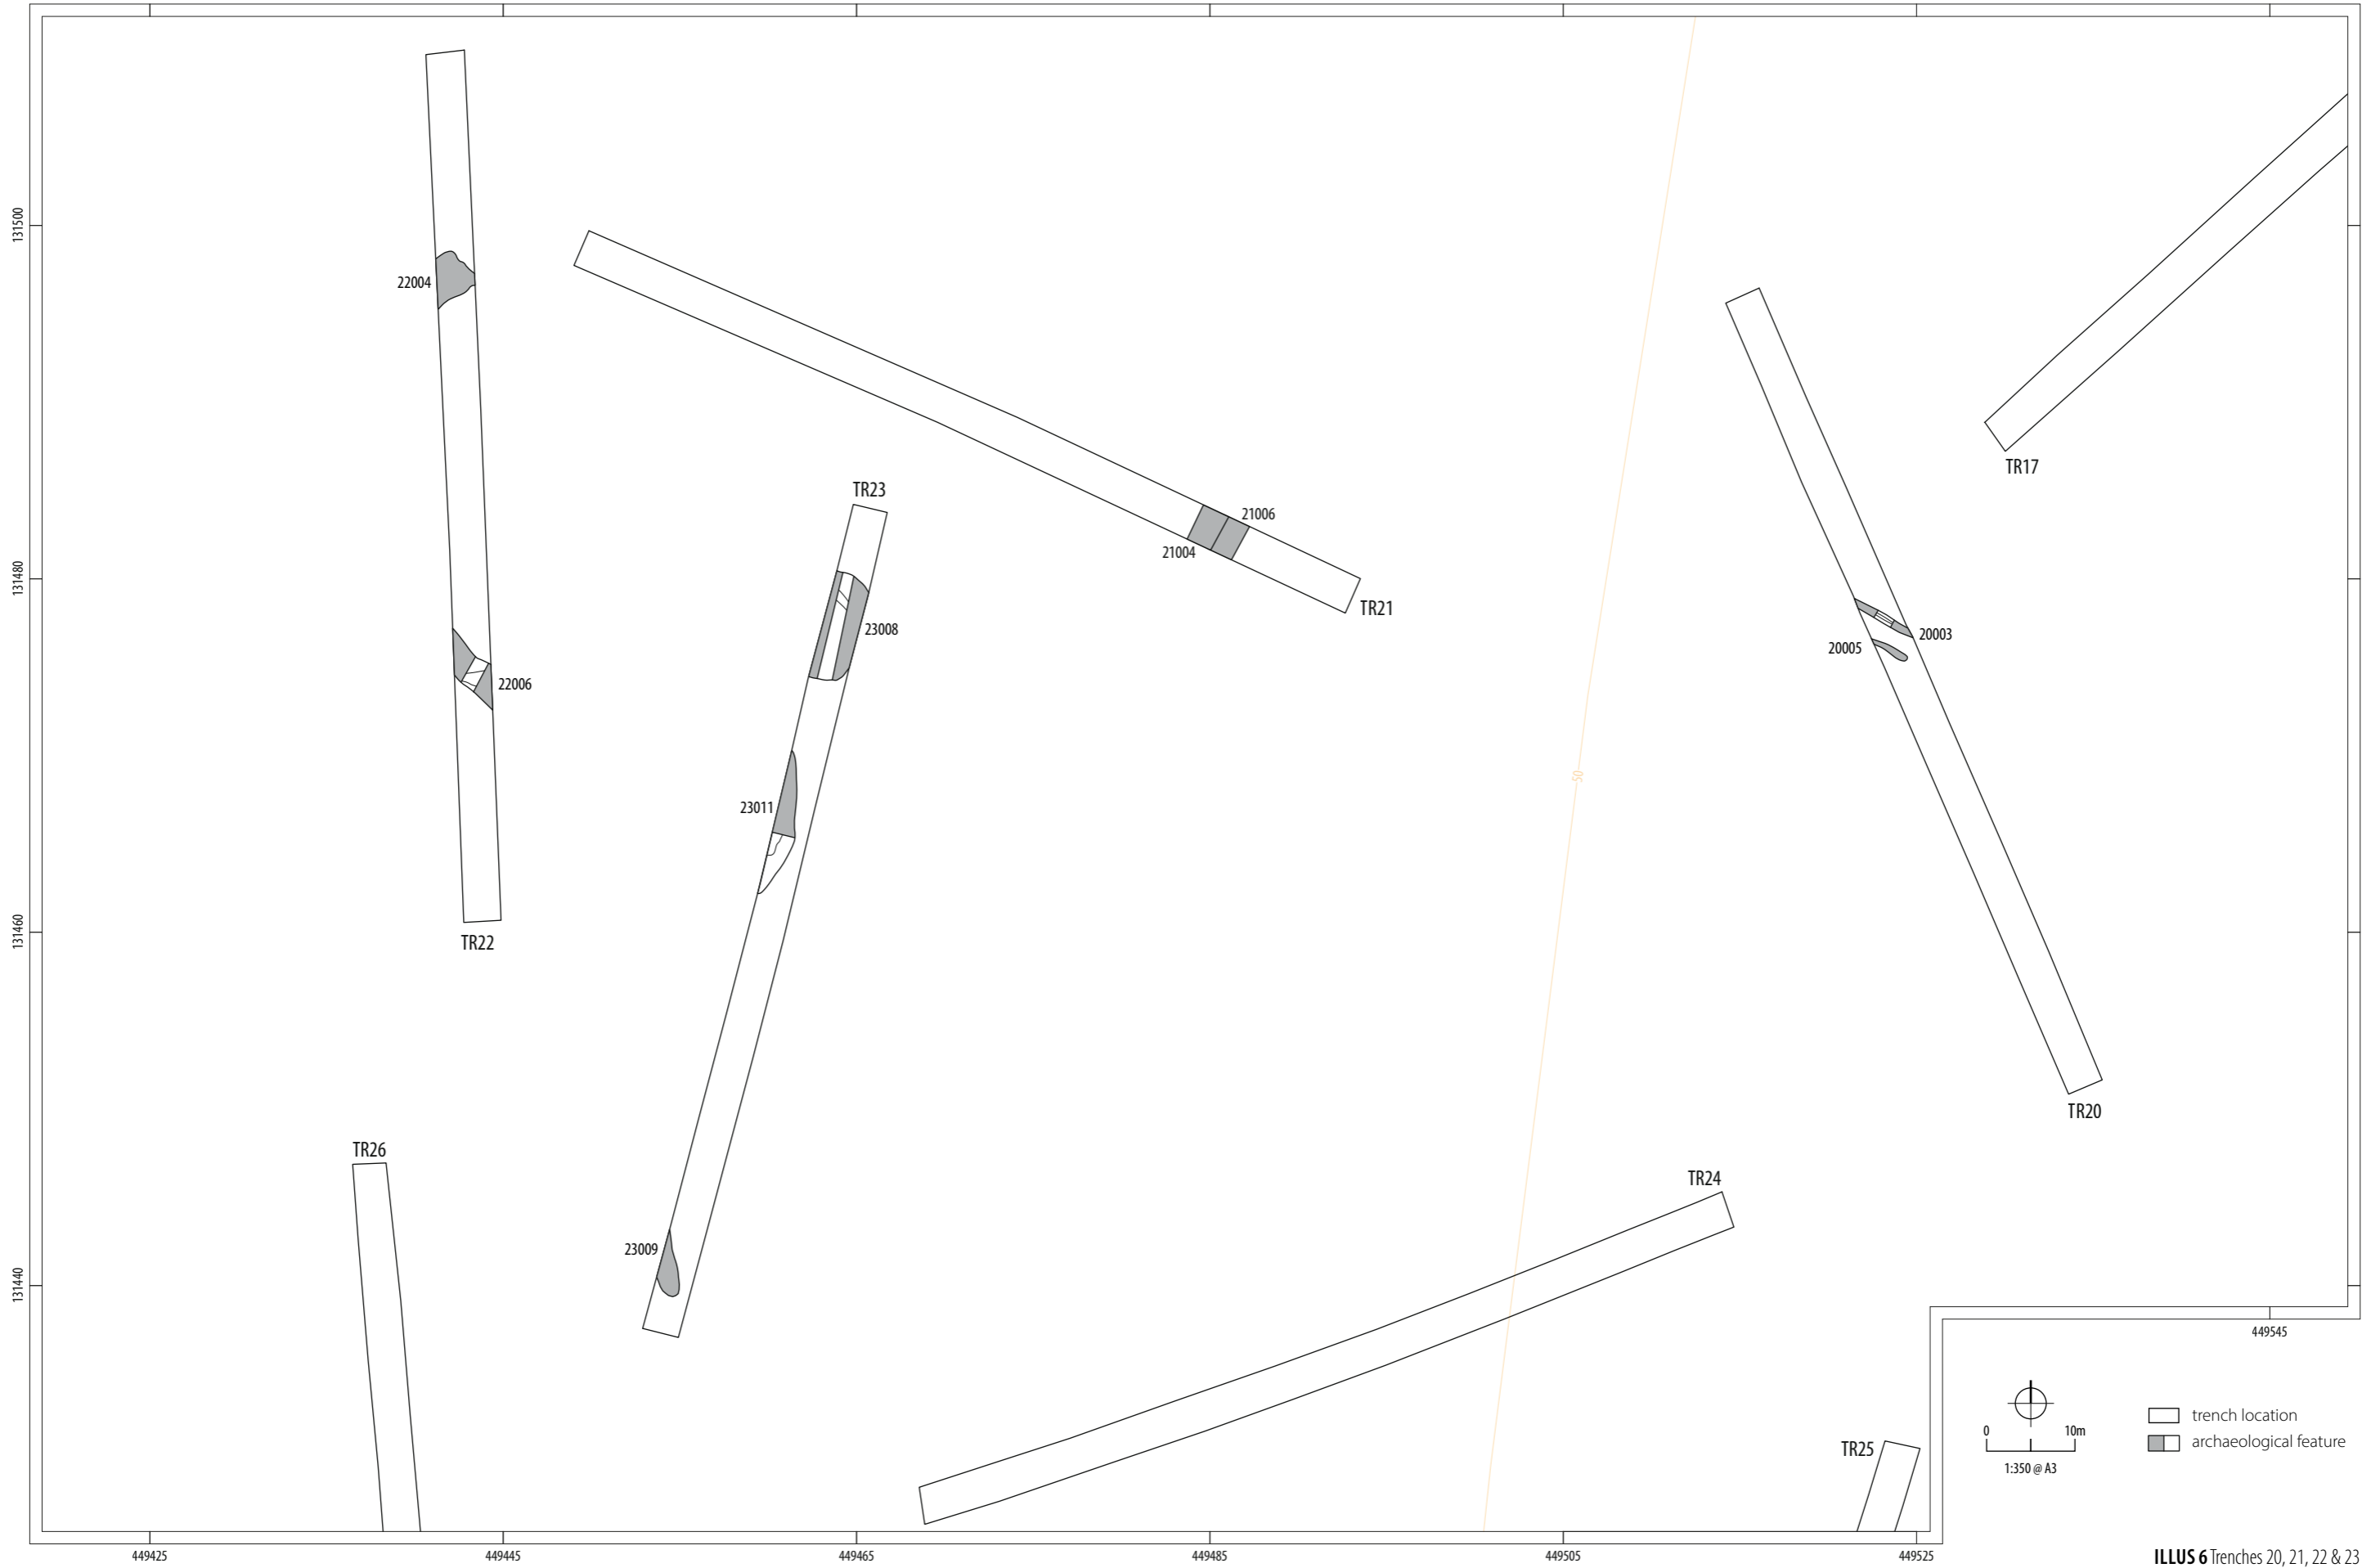 131500
22004
TR17
TR23
21006
21004
131480
TR21
23008
20003
20005
22006
50
23011
131460
TR22
TR20
TR26
TR24
23009
131440
449545
0 10m
1:350 @ A3
trench location
archaeological feature
TR25
449425
449445
449465
449485
449505
449525
ILLUS 6 Trenches 20, 21, 22 & 23